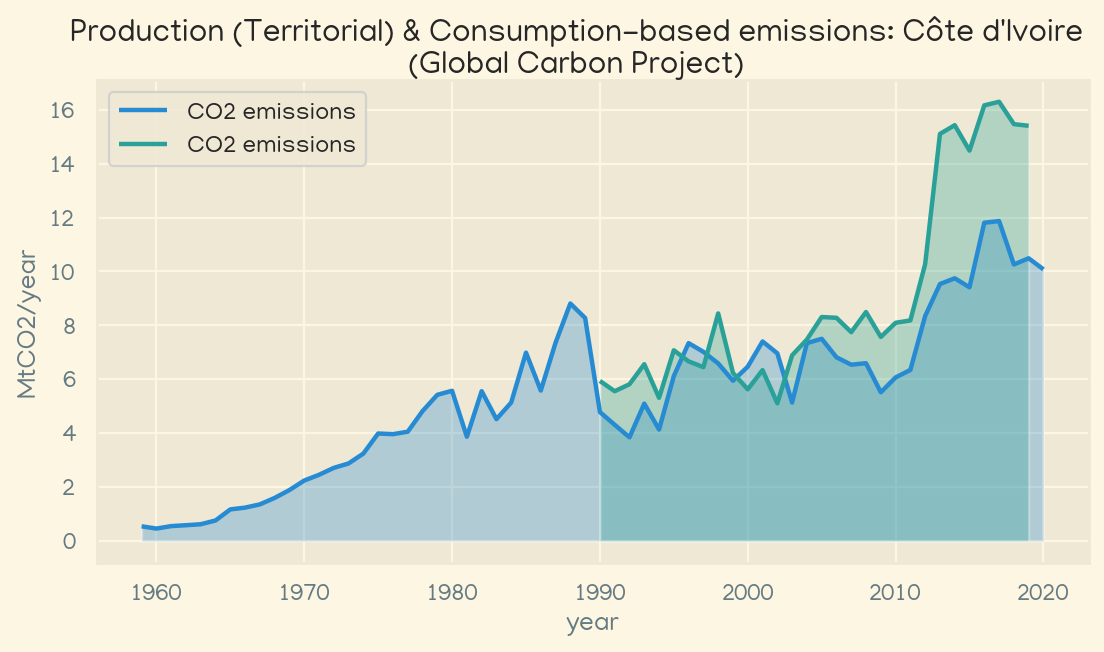 Production (Territorial) & Consumption-based emissions: Côte d'Ivoire
(Global Carbon Project)
CO2 emissions
CO2 emissions
MtCO2/year
16
14
12
10
8
6
4
2
0
1960 1970 1980 1990 2000 2010 2020
year